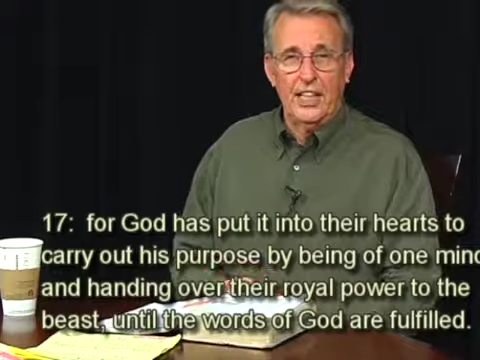 17:  for God has put it into their hearts to
carry out his purpose by being of one mind
and handing over their royal power to the
beast, until the words of God are fulfilled.